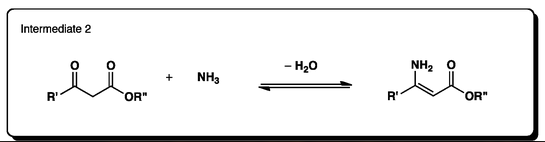 Intermediate 2
O O NH₂ O
R' OR" + NH₃ – H₂O R' OR"